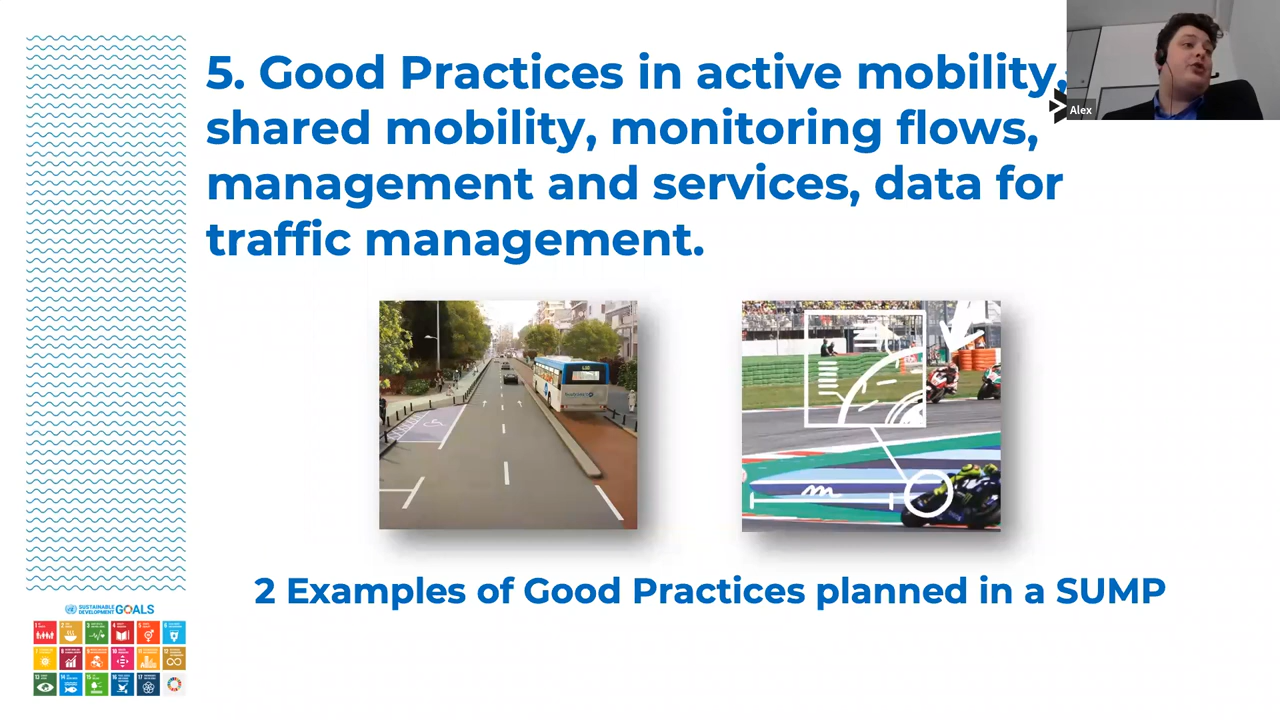 5. Good Practices in active mobility,
shared mobility, monitoring flows,
management and services, data for
traffic management.
Alex
m
2 Examples of Good Practices planned in a SUMP
SUSTAINABLE
DEVELOPMENT GOALS